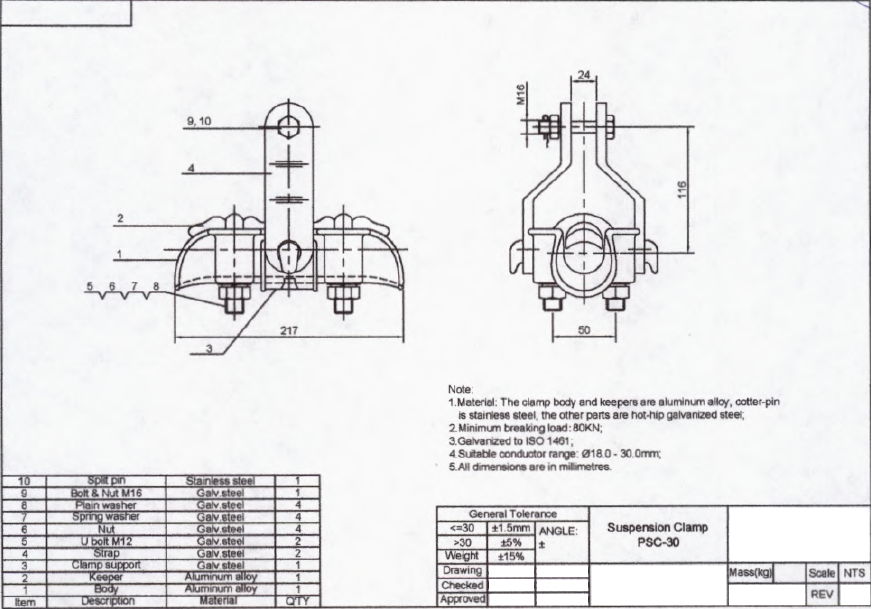 24
M16
9, 10
4
116
2
1
5 6 7 8
217
3
50
Note:
1.Material: The clamp body and keepers are aluminum alloy, cotter-pin
is stainless steel, the other parts are hot-hip galvanized steel;
2.Minimum breaking load: 80KN;
3.Galvanized to ISO 1461;
4.Suitable conductor range: Ø18.0 - 30.0mm;
5.All dimensions are in millimetres.
10 Split pin Stainless steel 1
9 Bolt & Nut M16 Galv.steel 1
8 Plain washer Galv.steel 4
7 Spring washer Galv.steel 4
6 Nut Galv.steel 4
5 U bolt M12 Galv.steel 2
4 Strap Galv.steel 2
3 Clamp support Galv.steel 1
2 Keeper Aluminum alloy 1
1 Body Aluminum alloy 1
Item Description Material Q'TY
General Tolerance
<=30 ±1.5mm ANGLE:
>30 ±5% ±
Weight ±15%
Drawing
Checked
Approved
Suspension Clamp
PSC-30
Mass(kg) Scale NTS
REV